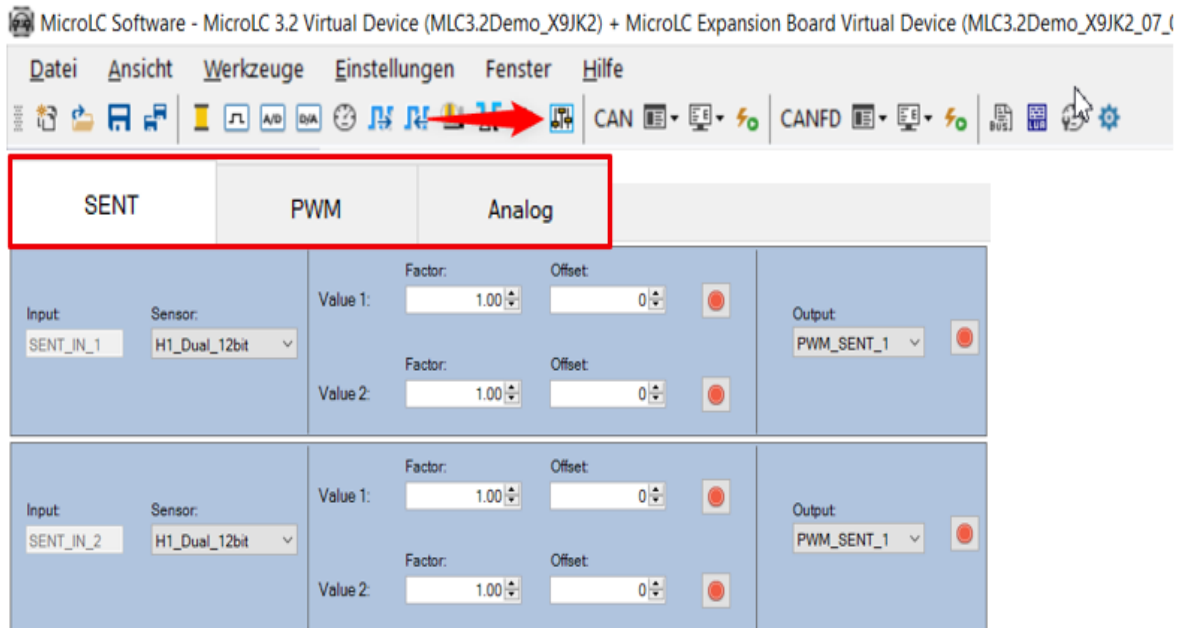 MicroLC Software - MicroLC 3.2 Virtual Device (MLC3.2Demo_X9JK2) + MicroLC Expansion Board Virtual Device (MLC3.2Demo_X9JK2_07_
Datei Ansicht Werkzeuge Einstellungen Fenster Hilfe
A/D D/A CAN CANFD BUS
SENT PWM Analog
Factor: Offset:
Value 1: 1.00 0
Input: Sensor: Output:
SENT_IN_1 H1_Dual_12bit PWM_SENT_1
Factor: Offset:
Value 2: 1.00 0
Factor: Offset:
Value 1: 1.00 0
Input: Sensor: Output:
SENT_IN_2 H1_Dual_12bit PWM_SENT_1
Factor: Offset:
Value 2: 1.00 0